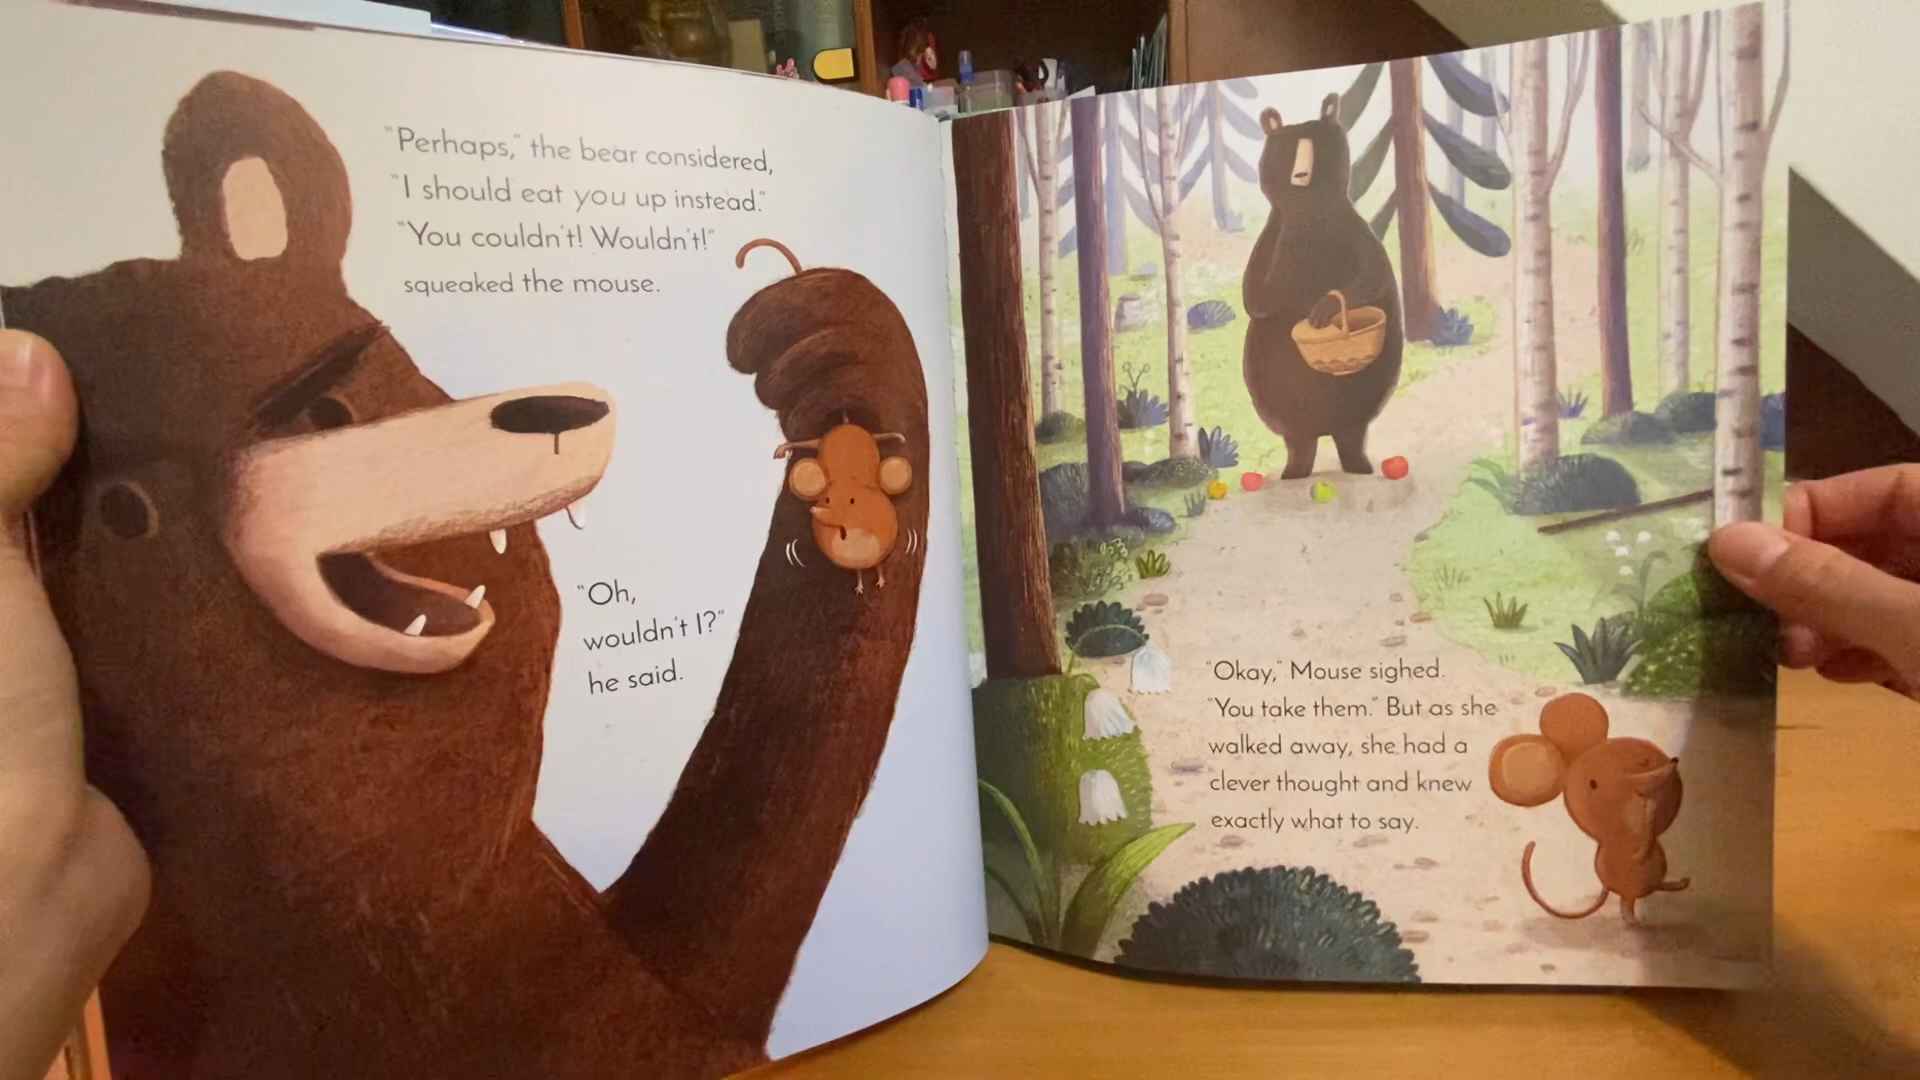 "Perhaps," the bear considered,
"I should eat you up instead."
"You couldn't! Wouldn't!"
squeaked the mouse.
"Oh,
wouldn't I?"
he said.
"Okay," Mouse sighed.
"You take them." But as she
walked away, she had a
clever thought and knew
exactly what to say.